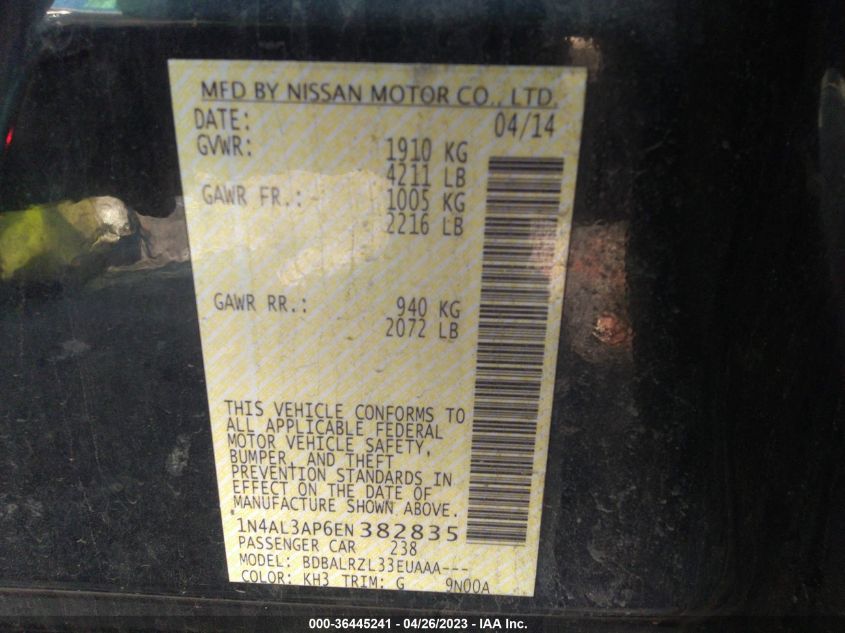 MFD BY NISSAN MOTOR CO., LTD.
DATE: 04/14
GVWR: 1910 KG
4211 LB
GAWR FR.: 1005 KG
2216 LB
GAWR RR.: 940 KG
2072 LB
THIS VEHICLE CONFORMS TO
ALL APPLICABLE FEDERAL
MOTOR VEHICLE SAFETY,
BUMPER, AND THEFT
PREVENTION STANDARDS IN
EFFECT ON THE DATE OF
MANUFACTURE SHOWN ABOVE.
1N4AL3AP6EN382835
PASSENGER CAR 238
MODEL: BDBALRZL33EUAAA---
COLOR: KH3 TRIM: G 9N00A
000-36445241 - 04/26/2023 - IAA Inc.